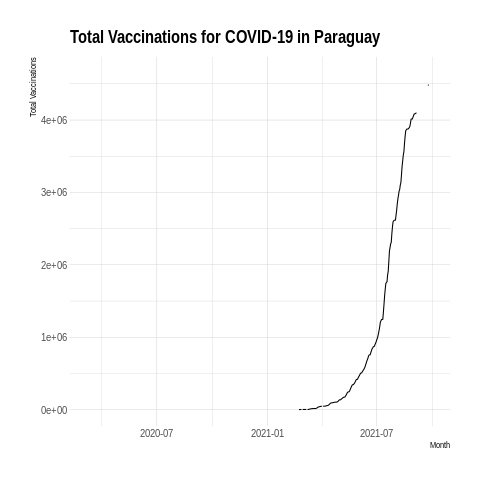 Total Vaccinations for COVID-19 in Paraguay
Total Vaccinations
4e+06
3e+06
2e+06
1e+06
0e+00
2020-07 2021-01 2021-07
Month